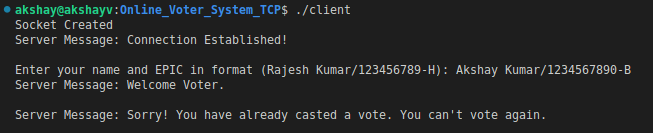 akshay@akshayv:Online_Voter_System_TCP$ ./client
Socket Created
Server Message: Connection Established!
Enter your name and EPIC in format (Rajesh Kumar/123456789-H): Akshay Kumar/1234567890-B
Server Message: Welcome Voter.
Server Message: Sorry! You have already casted a vote. You can't vote again.